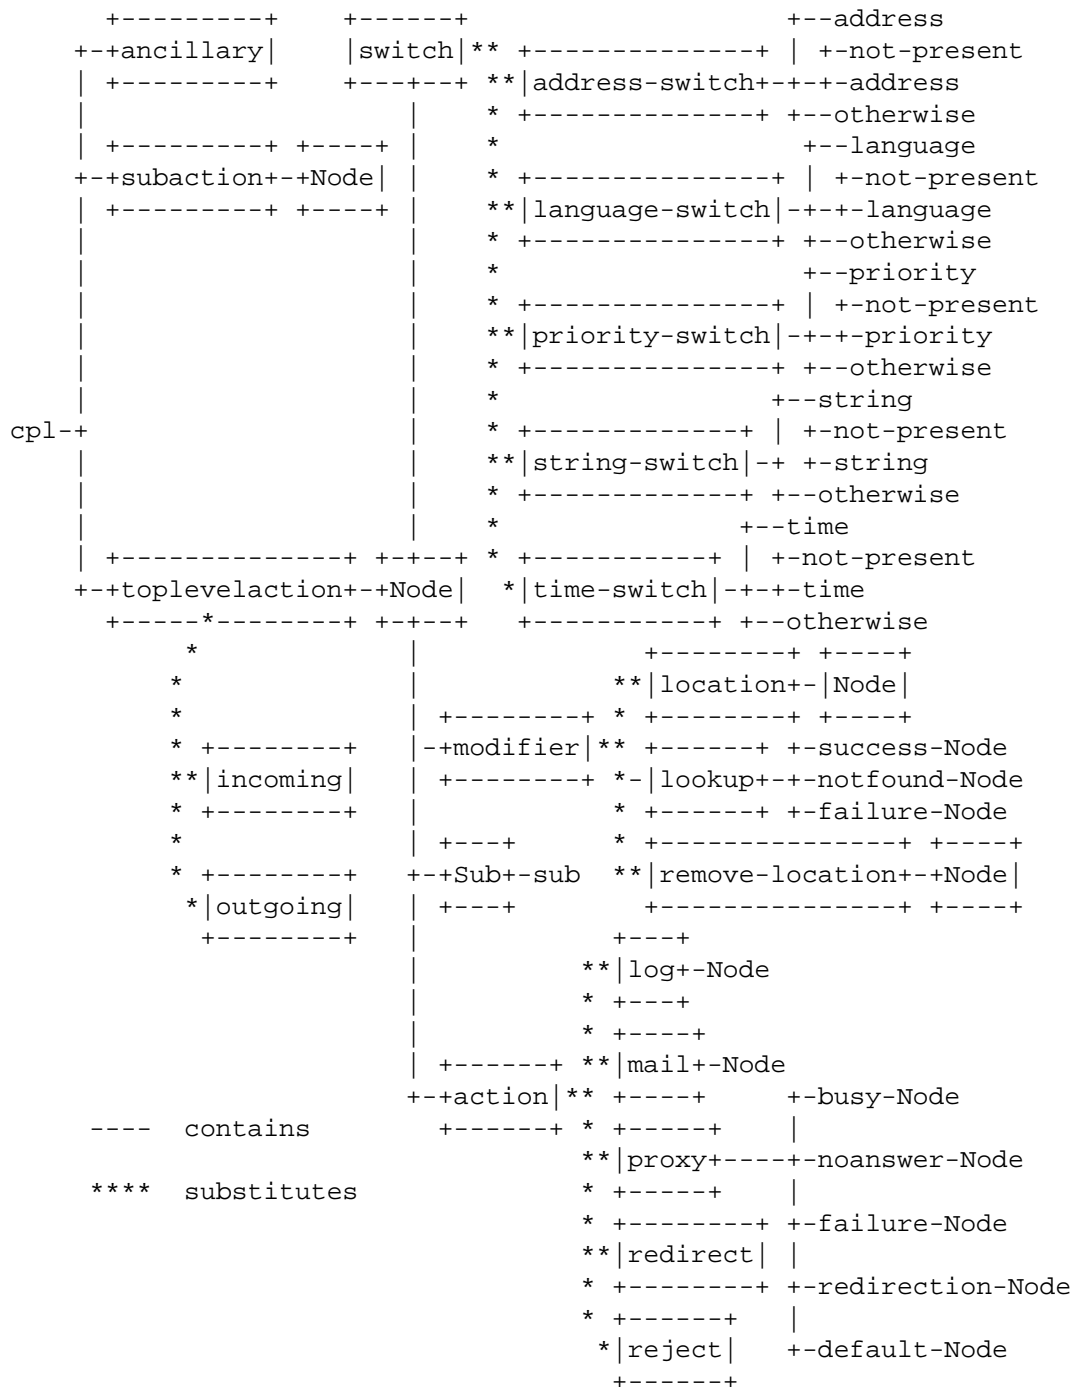 +---------+    +------+                    +--address
    +-+ancillary|    |switch|** +--------------+ | +-not-present
    | +---------+    +---+--+ **|address-switch+-+-+-address
    |                    |    * +--------------+ +--otherwise
    | +---------+ +----+ |    *                   +--language
    +-+subaction+-+Node| |    * +---------------+ | +-not-present
    | +---------+ +----+ |    **|language-switch|-+-+-language
    |                    |    * +---------------+ +--otherwise
    |                    |    *                   +--priority
    |                    |    * +---------------+ | +-not-present
    |                    |    **|priority-switch|-+-+-priority
    |                    |    * +---------------+ +--otherwise
    |                    |    *                 +--string
cpl-+                    |    * +-------------+ | +-not-present
    |                    |    **|string-switch|-+ +-string
    |                    |    * +-------------+ +--otherwise
    |                    |    *               +--time
    | +--------------+ +-+--+ * +-----------+ | +-not-present
    +-+toplevelaction+-+Node|  *|time-switch|-+-+-time
      +-----*--------+ +-+--+   +-----------+ +--otherwise
           *             |              +--------+ +----+
          *              |            **|location+-|Node|
          *              | +--------+ * +--------+ +----+
          * +--------+   |-+modifier|** +------+ +-success-Node
          **|incoming|   | +--------+ *-|lookup+-+-notfound-Node
          * +--------+   |            * +------+ +-failure-Node
          *              | +---+      * +---------------+ +----+
          * +--------+   +-+Sub+-sub  **|remove-location+-+Node|
           *|outgoing|   | +---+        +---------------+ +----+
            +--------+   |            +---+
                         |          **|log+-Node
                         |          * +---+
                         |          * +----+
                         | +------+ **|mail+-Node
                         +-+action|** +----+     +-busy-Node
     ----  contains        +------+ * +-----+    |
                                    **|proxy+----+-noanswer-Node
     ****  substitutes              * +-----+    |
                                    * +--------+ +-failure-Node
                                    **|redirect| |
                                    * +--------+ +-redirection-Node
                                    * +------+   |
                                     *|reject|   +-default-Node
                                      +------+